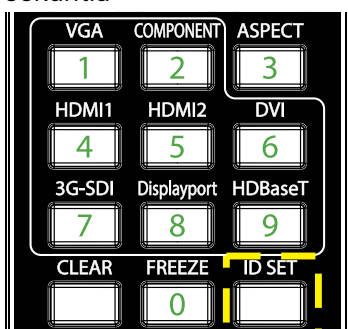 VGA COMPONENT ASPECT
1 2 3
HDMI1 HDMI2 DVI
4 5 6
3G-SDI Displayport HDBaseT
7 8 9
CLEAR FREEZE ID SET
0